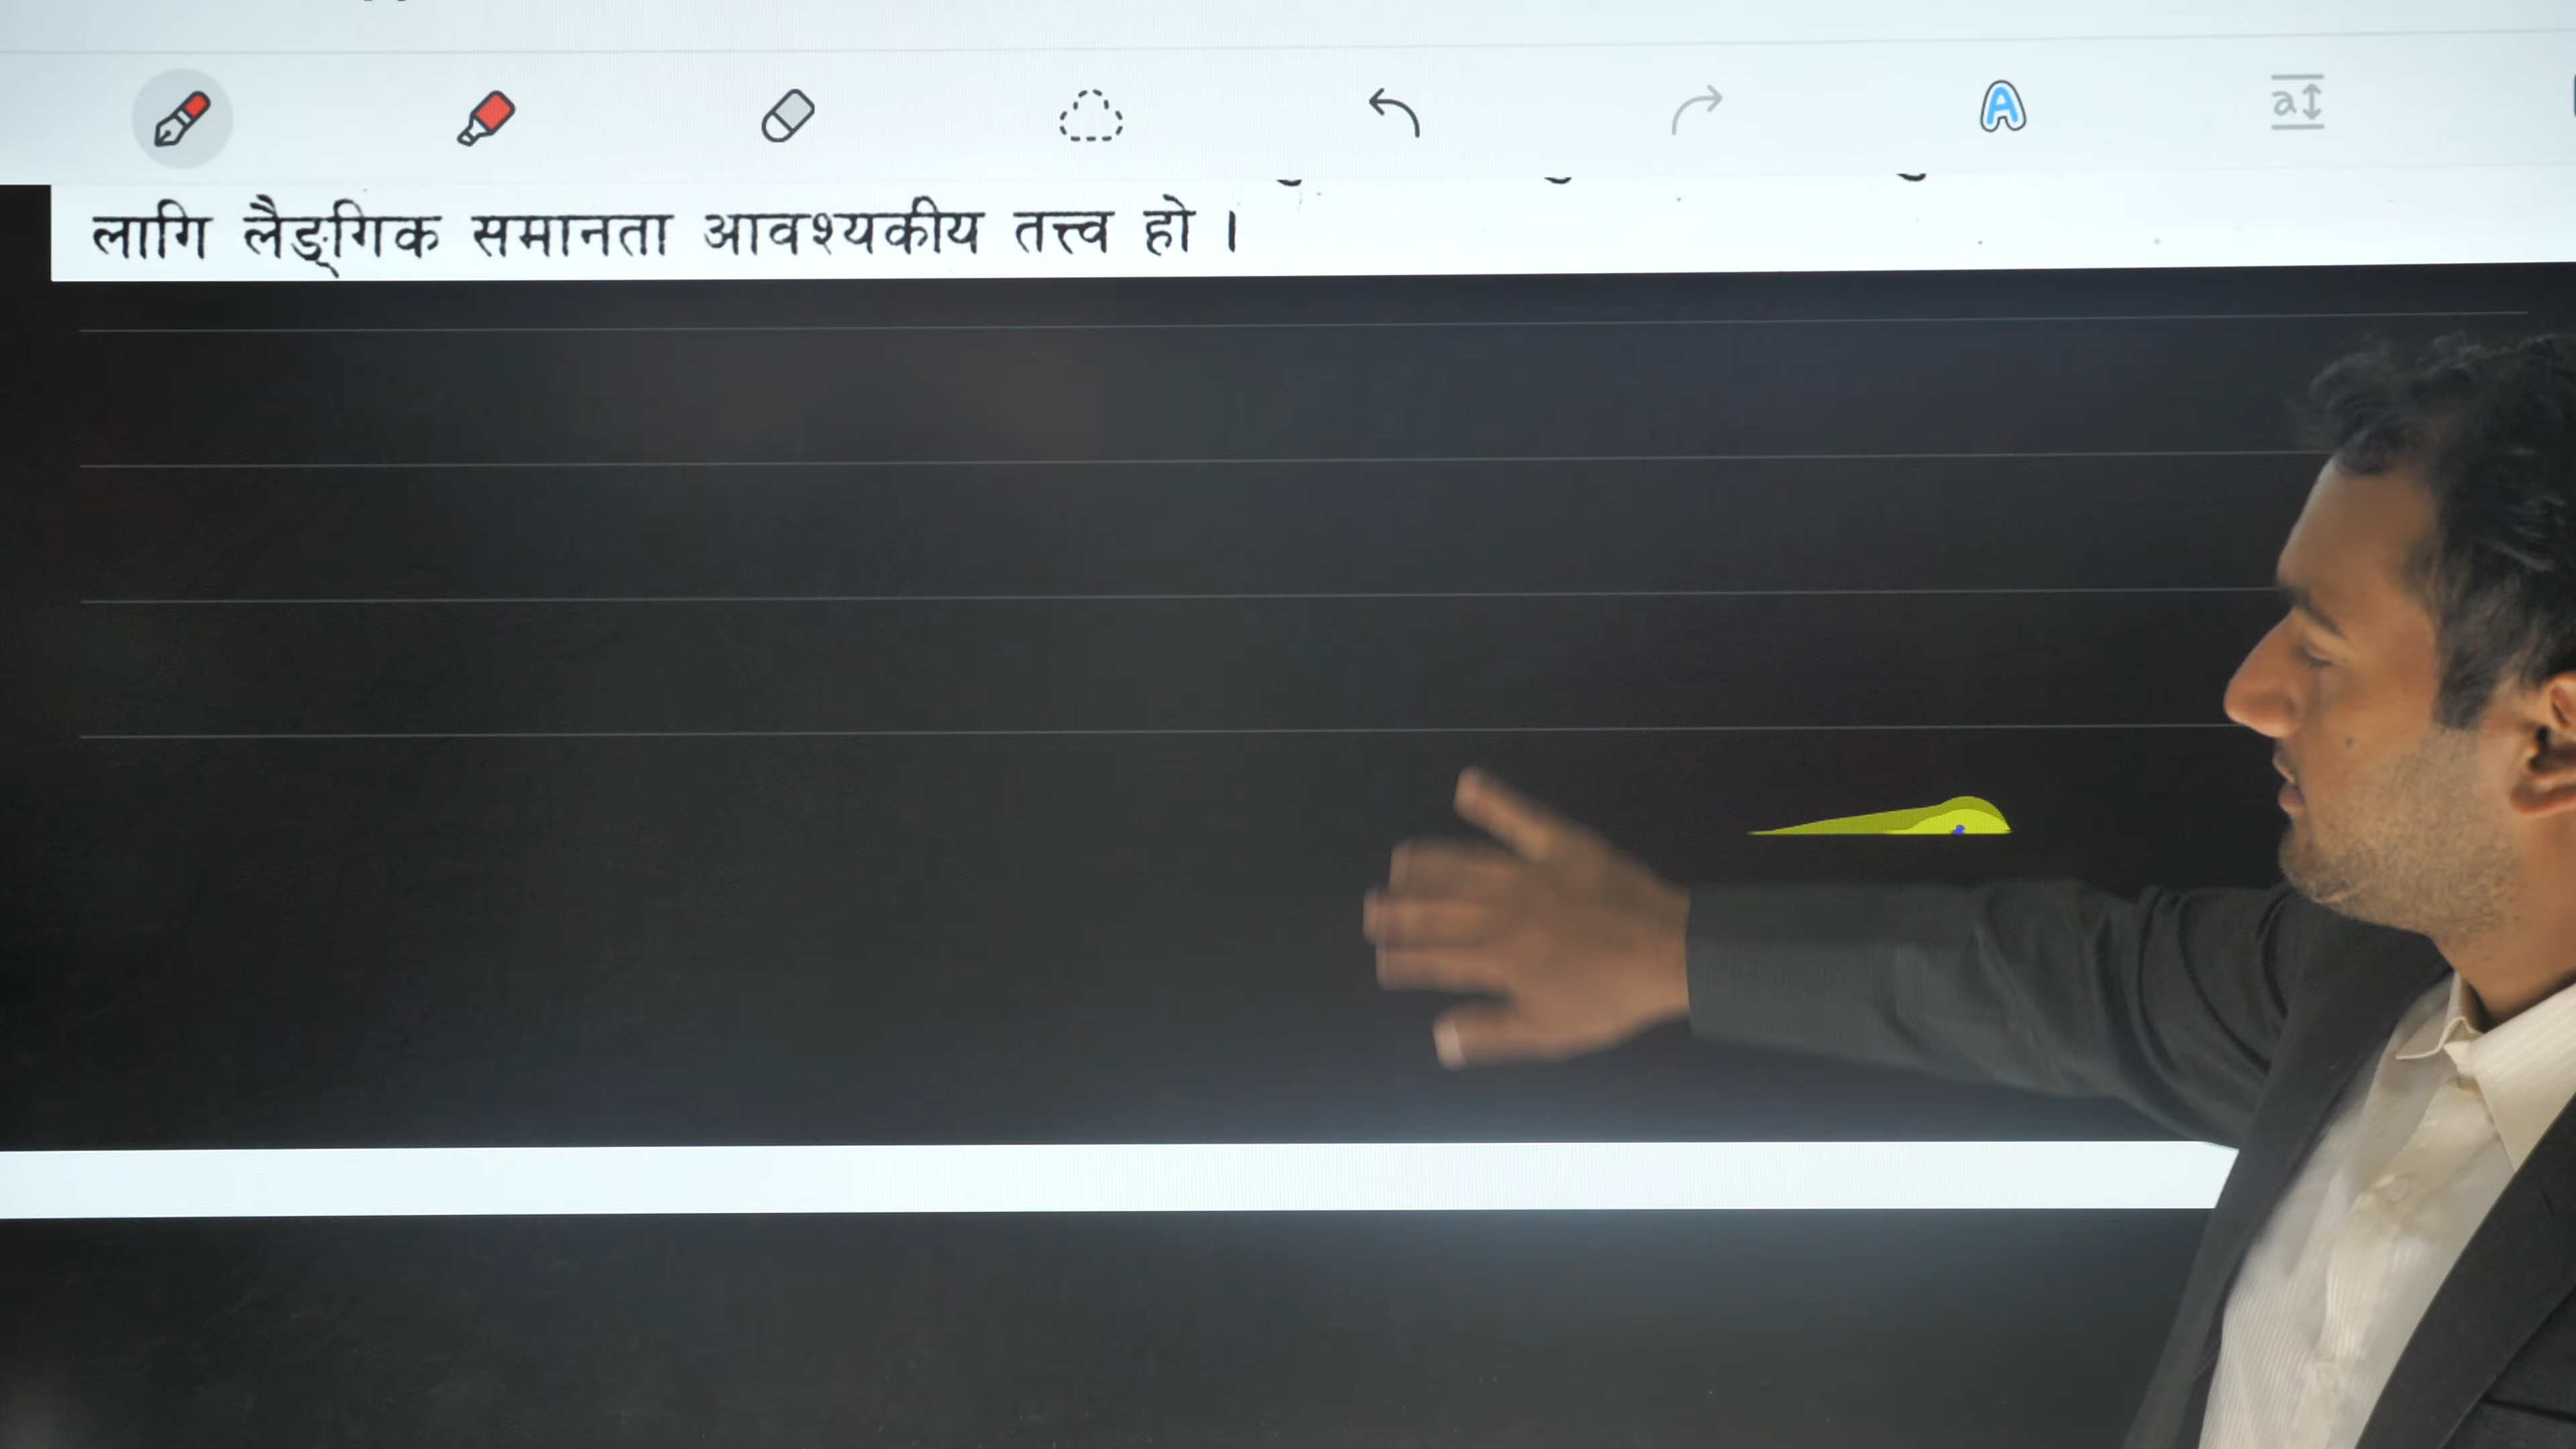 लागि लैङ्गिक समानता आवश्यकीय तत्त्व हो ।